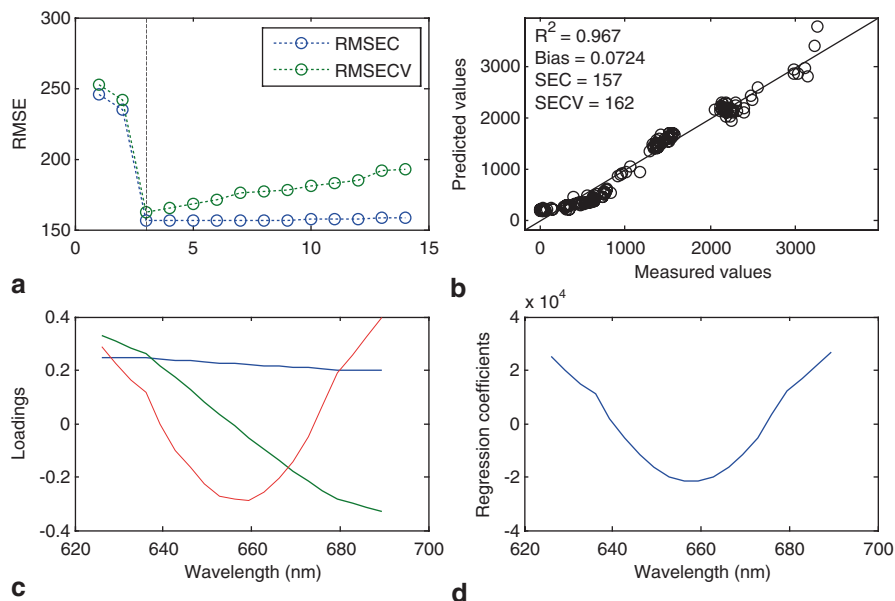 300
250
200
150
RMSE
RMSEC
RMSECV
0
5
10
15
a
R² = 0.967
Bias = 0.0724
SEC = 157
SECV = 162
3000
2000
1000
0
Predicted values
0
1000
2000
3000
Measured values
b
0.4
0.2
0
-0.2
-0.4
Loadings
620
640
660
680
700
Wavelength (nm)
c
x 10⁴
4
2
0
-2
-4
Regression coefficients
620
640
660
680
700
Wavelength (nm)
d